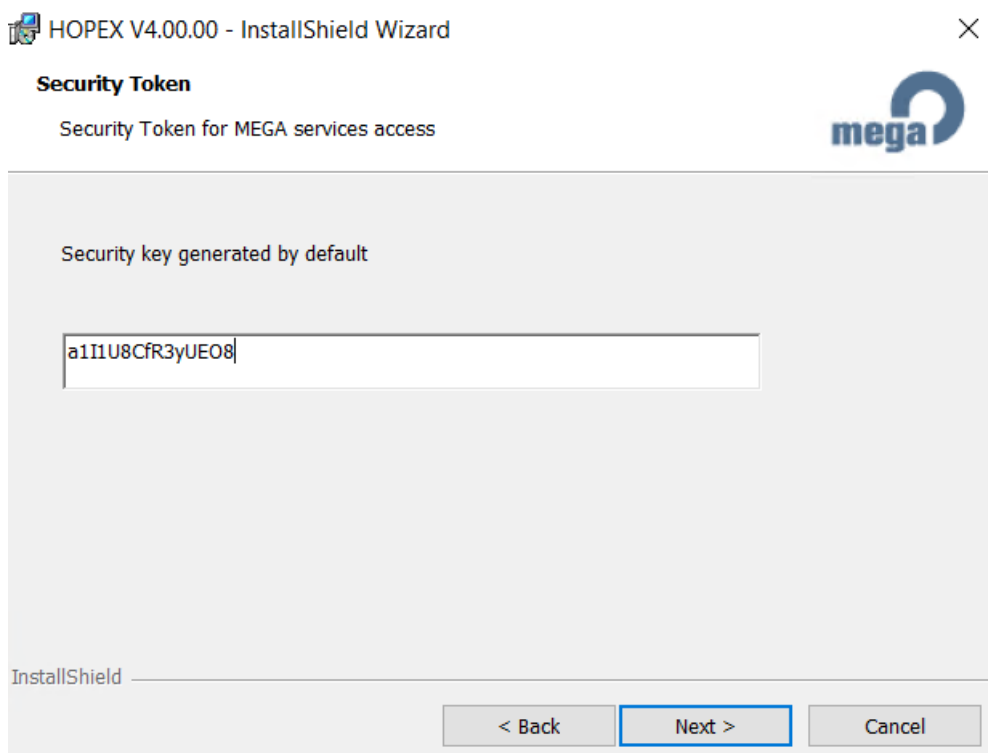 HOPEX V4.00.00 - InstallShield Wizard
Security Token
Security Token for MEGA services access
mega
Security key generated by default
a1I1U8CfR3yUEO8
InstallShield
< Back
Next >
Cancel